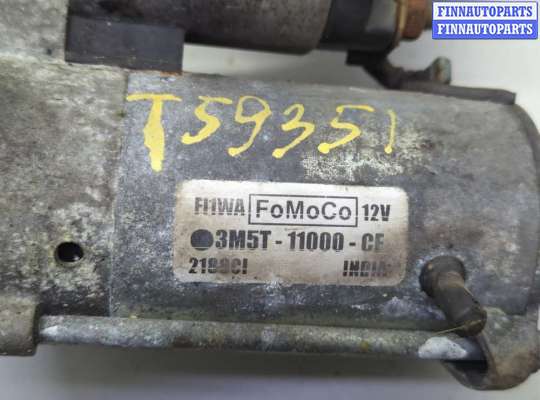 FINNAUTOPARTS
FINNAUTOPARTS
T59351
FoMoCo 12V
3M5T-11000-CF
INDIA